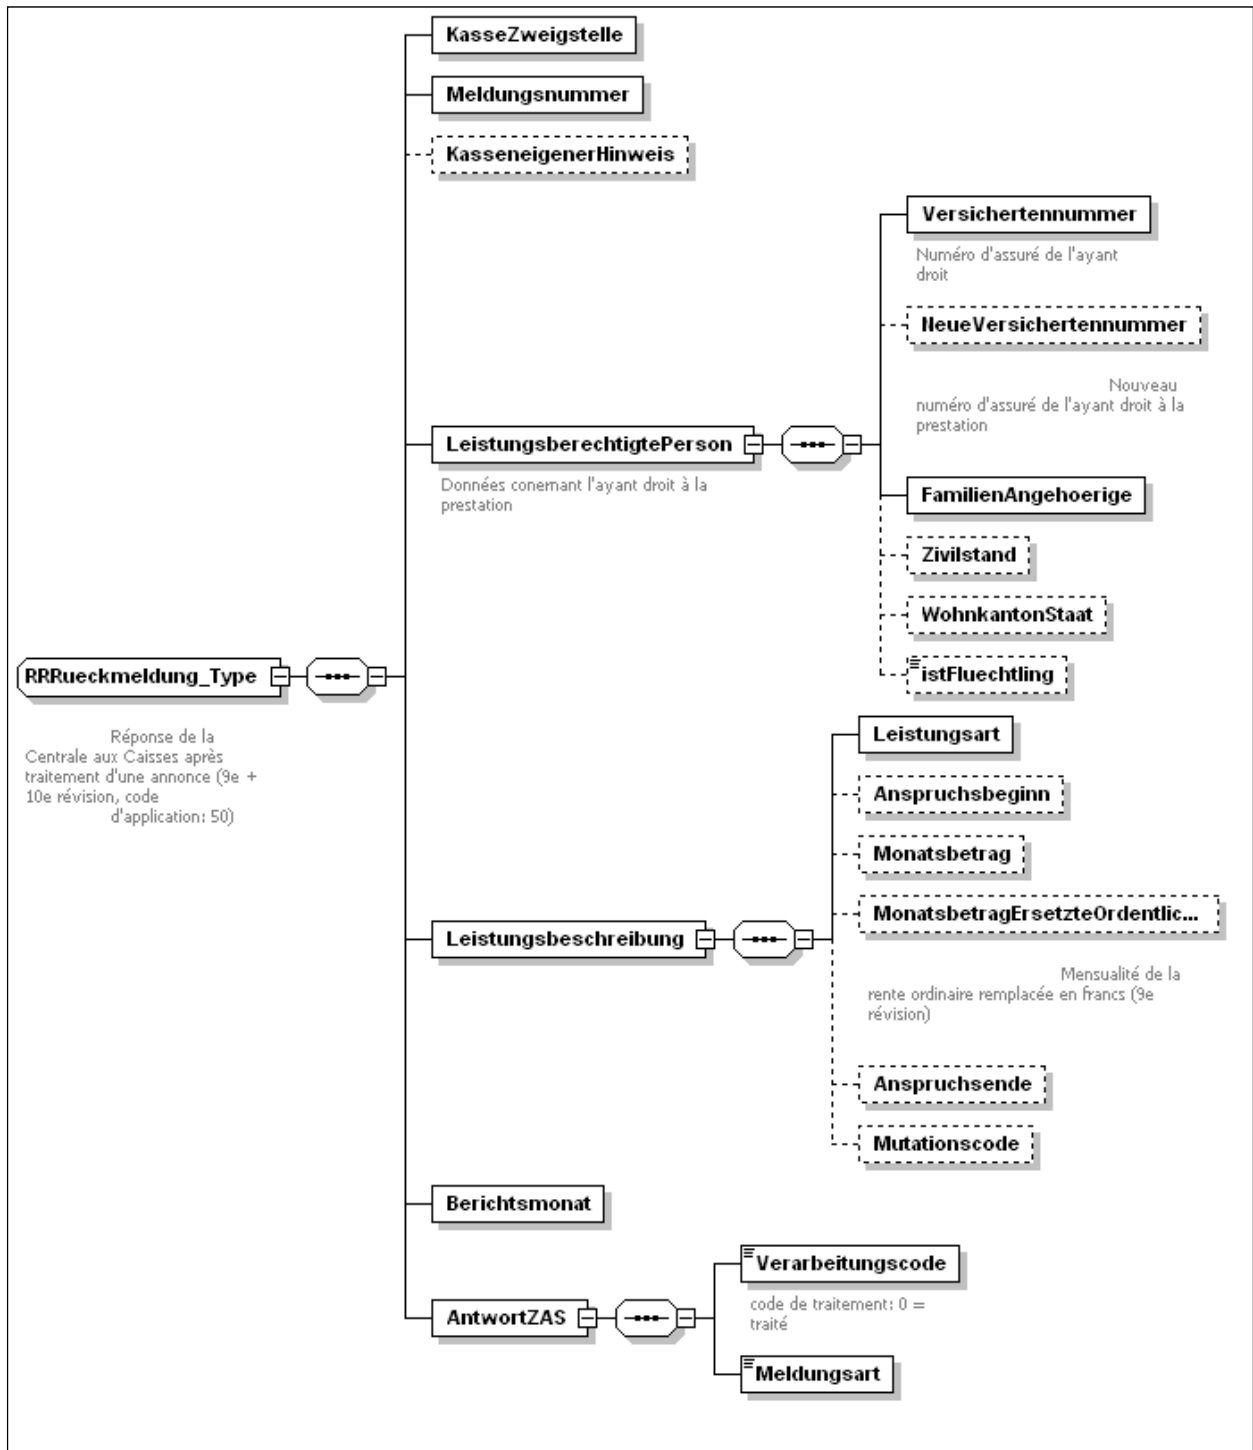 KasseZweigstelle
Meldungsnummer
KasseneigenerHinweis
Versichertennummer
Numéro d'assuré de l'ayant
droit
NeueVersichertennummer
Nouveau
numéro d'assuré de l'ayant droit à la
prestation
LeistungsberechtigtePerson
Données conernant l'ayant droit à la
prestation
FamilienAngehoerige
Zivilstand
WohnkantonStaat
istFluechtling
RRRueckmeldung_Type
Réponse de la
Centrale aux Caisses après
traitement d'une annonce (9e +
10e révision, code
d'application: 50)
Leistungsart
Anspruchsbeginn
Monatsbetrag
MonatsbetragErsetzteOrdentlic...
Mensualité de la
rente ordinaire remplacée en francs (9e
révision)
Leistungsbeschreibung
Anspruchsende
Mutationscode
Berichtsmonat
Verarbeitungscode
code de traitement: 0 =
traité
AntwortZAS
Meldungsart